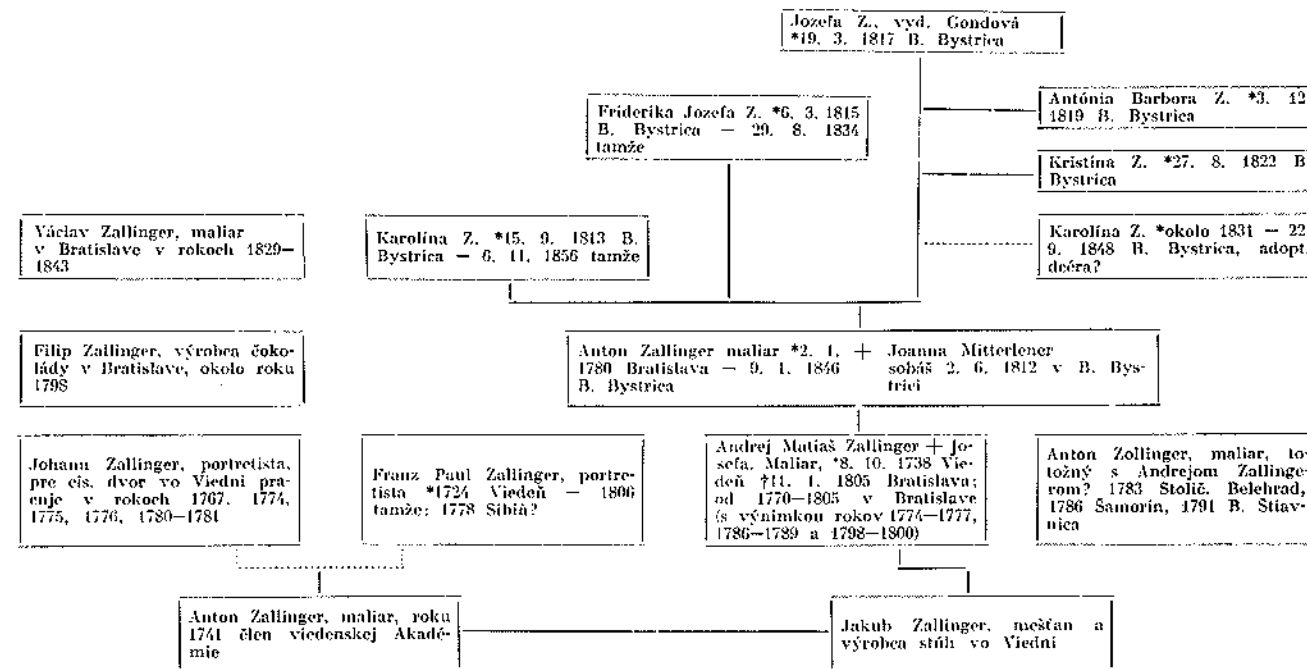 Jozefa Z., vyd. Gondová
*19. 3. 1817 B. Bystrica
Friderika Jozefa Z. *6. 3. 1815
B. Bystrica — 29. 8. 1834
tamže
Antónia Barbora Z. *3. 12
1819 B. Bystrica
Kristína Z. *27. 8. 1822 B.
Bystrica
Václav Zallinger, maliar
v Bratislave v rokoch 1829—
1843
Karolína Z. *15. 9. 1813 B.
Bystrica — 6. 11. 1856 tamže
Karolína Z. *okolo 1831 — 22
9. 1848 B. Bystrica, adopt.
dcéra?
Filip Zallinger, výrobca čoko-
lády v Bratislave, okolo roku
1798
Anton Zallinger maliar *2. 1.
1780 Bratislava — 9. 1. 1846
B. Bystrica
+ Joanna Mitterlener
sobáš 2. 6. 1812 v B. Bys-
trici
Johann Zallinger, portretista,
pre cis. dvor vo Viedni pra-
cuje v rokoch 1767. 1774,
1775, 1776, 1780—1781
Franz Paul Zallinger, portre-
tista *1724 Viedeň — 1806
tamže; 1778 Sibiň?
Andrej Matiaš Zallinger + Jo-
sefa. Maliar, *8. 10. 1738 Vie-
deň †11. 1. 1805 Bratislava;
od 1770—1805 v Bratislave
(s výnimkou rokov 1774—1777,
1786—1789 a 1798—1800)
Anton Zollinger, maliar, to-
tožný s Andrejom Zallinge-
rom? 1783 Stolič. Belehrad,
1786 Šamorín, 1791 B. Štiav-
nica
Anton Zallinger, maliar, roku
1741 člen viedenskej Akadé-
mie
Jakub Zallinger, mešťan a
výrobca stúh vo Viedni